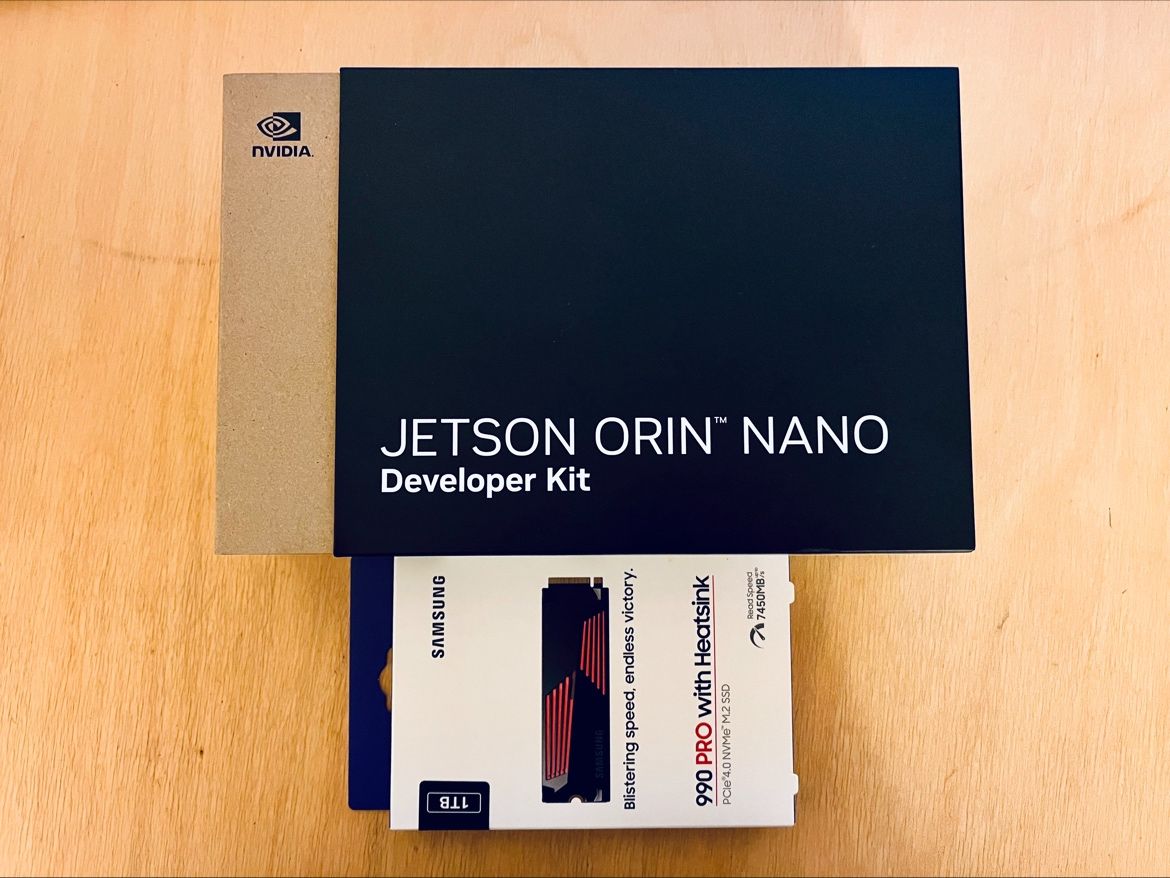 NVIDIA.
JETSON ORIN™ NANO
Developer Kit
SAMSUNG
Blistering speed, endless victory.
990 PRO with Heatsink
PCIe® 4.0 NVMe™ M.2 SSD
Read Speed
7450MB/s
1TB
SAMSUNG